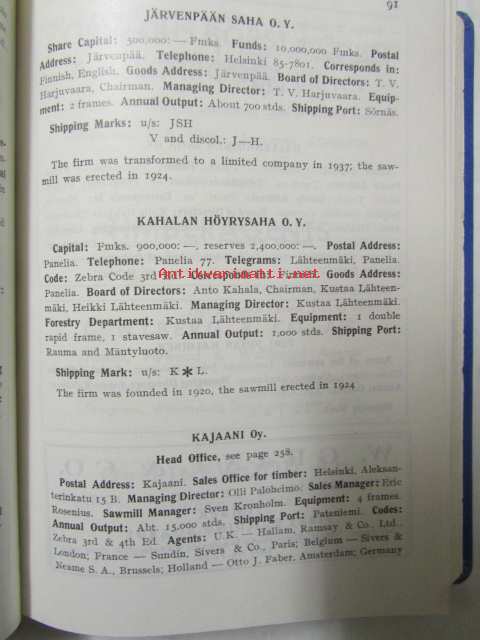 91
JÄRVENPÄÄN SAHA O. Y.
Share Capital: 500,000: — Fmks. Funds: 10,000,000 Fmks. Postal
Address: Järvenpää. Telephone: Helsinki 85-7801. Corresponds in:
Finnish, English. Goods Address: Järvenpää. Board of Directors: T. V.
Harjuvaara, Chairman. Managing Director: T. V. Harjuvaara. Equip-
ment: 2 frames. Annual Output: About 700 stds. Shipping Port: Sörnäs.
Shipping Marks: u/s: JSH
V and discol.: J—H.
The firm was transformed to a limited company in 1937; the saw-
mill was erected in 1924.
KAHALAN HÖYRYSAHA O. Y.
Capital: Fmks. 900,000: —, reserves 2,400,000: —. Postal Address:
Panelia. Telephone: Panelia 77. Telegrams: Lähteenmäki, Panelia.
Code: Zebra Code 3rd Ed. Corresponds in: Finnish. Goods Address:
Antikvapiainti.net
Panelia. Board of Directors: Anto Kahala, Chairman, Kustaa Lähteen-
mäki, Heikki Lähteenmäki. Managing Director: Kustaa Lähteenmäki.
Forestry Department: Kustaa Lähteenmäki. Equipment: 1 double
rapid frame, 1 stavesaw. Annual Output: 1,000 stds. Shipping Port:
Rauma and Mäntyluoto.
Shipping Mark: u/s: K ✱ L.
The firm was founded in 1920, the sawmill erected in 1924
KAJAANI Oy.
Head Office, see page 258.
Postal Address: Kajaani. Sales Office for timber: Helsinki, Aleksan-
terinkatu 15 B. Managing Director: Olli Paloheimo. Sales Manager: Eric
Rosenius. Sawmill Manager: Sven Kronholm. Equipment: 4 frames.
Annual Output: Abt. 15,000 stds. Shipping Port: Pateniemi. Codes:
Zebra 3rd & 4th Ed. Agents: U.K. — Hallam, Ramsay & Co., Ltd.,
London; France — Sundin, Sivers & Co., Paris; Belgium — Sivers &
Neame S. A., Brussels; Holland — Otto J. Faber, Amsterdam; Germany